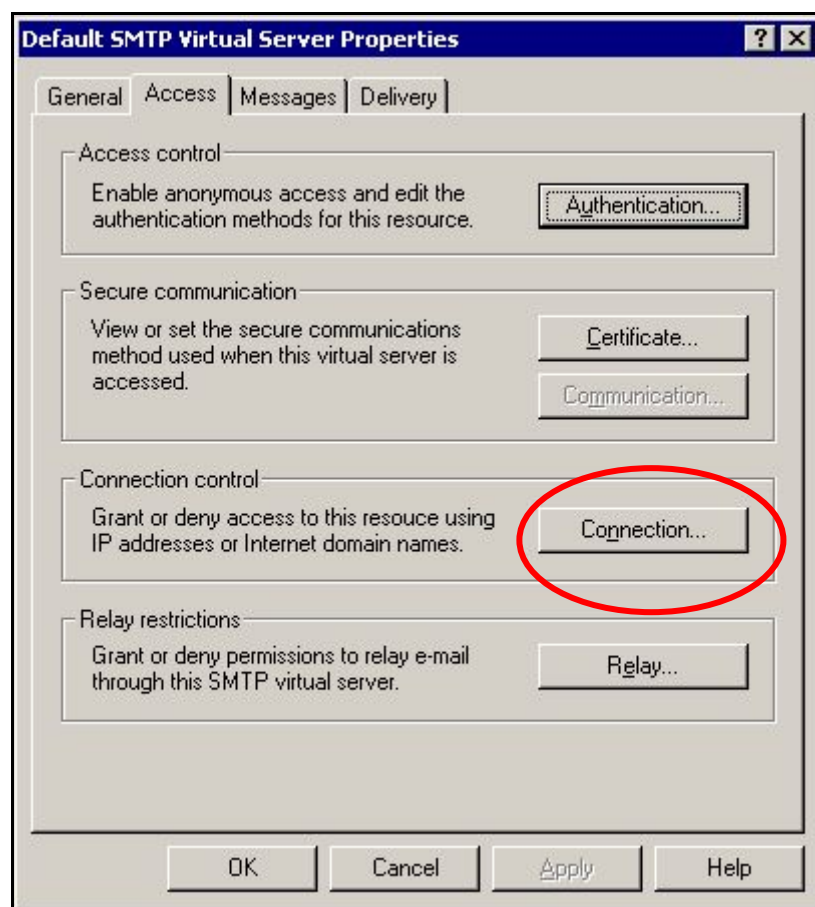 Default SMTP Virtual Server Properties
General Access Messages Delivery
Access control
Enable anonymous access and edit the
authentication methods for this resource.
Authentication...
Secure communication
View or set the secure communications
method used when this virtual server is
accessed.
Certificate...
Communication...
Connection control
Grant or deny access to this resouce using
IP addresses or Internet domain names.
Connection...
Relay restrictions
Grant or deny permissions to relay e-mail
through this SMTP virtual server.
Relay...
OK Cancel Apply Help